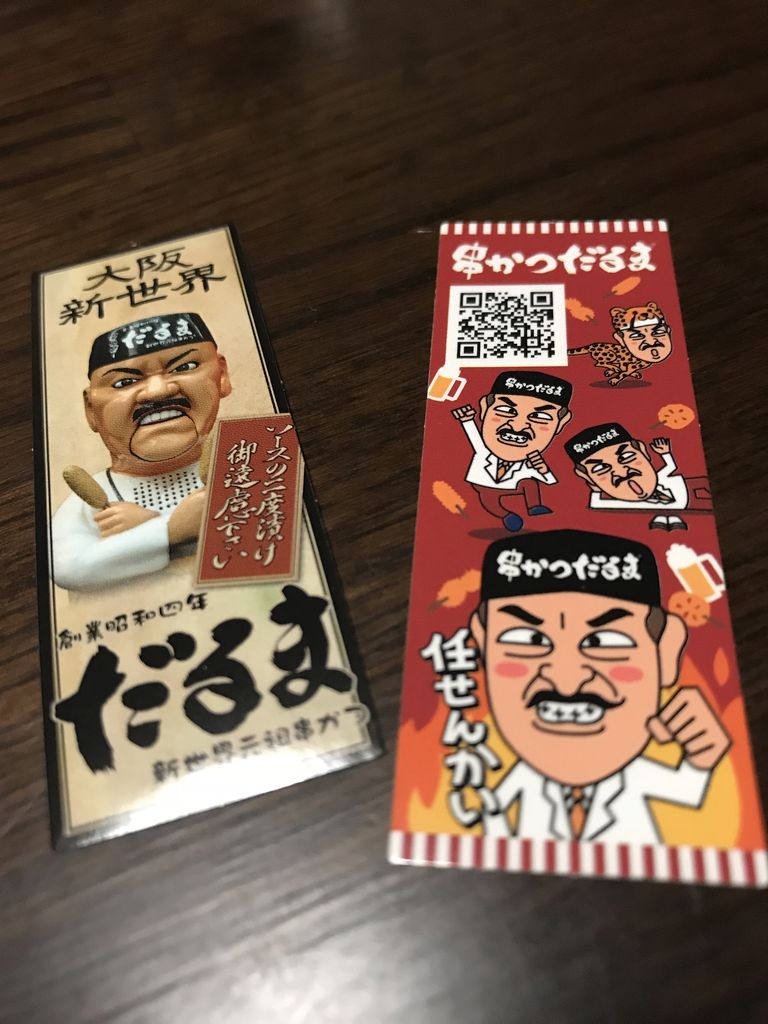 大阪
新世界
だるま
ソースの二度漬け
御遠慮下さい
創業昭和四年
だるま
新世界元祖串かつ
串かつだるま
串かつだるま
串かつだるま
串かつだるま
任せんかい